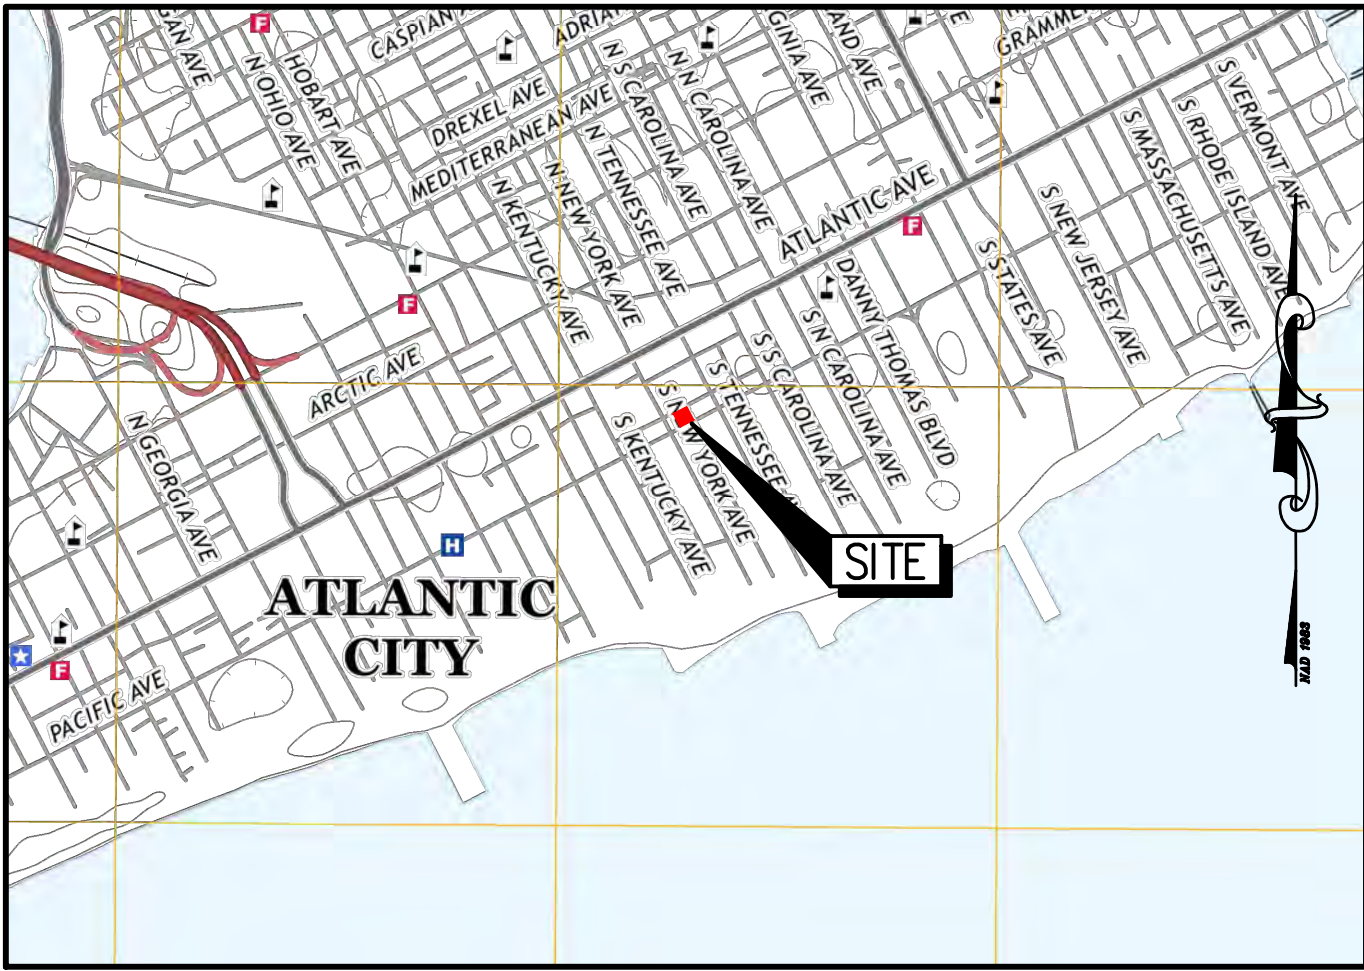 GAN AVE
N OHIO AVE
HOBART AVE
CASPIAN A
ADRIAT
DREXEL AVE
MEDITERRANEAN AVE
N KENTUCKY AVE
N NEW YORK AVE
N TENNESSEE AVE
N S CAROLINA AVE
N N CAROLINA AVE
GINIA AVE
AND AVE
GRAMME
ATLANTIC AVE
S VERMONT AVE
S RHODE ISLAND AVE
S MASSACHUSETTS AVE
S NEW JERSEY AVE
S STATES AVE
DANNY THOMAS BLVD
S N CAROLINA AVE
S S CAROLINA AVE
S TENNESSEE A
S NEW YORK AVE
S KENTUCKY AVE
ARCTIC AVE
N GEORGIA AVE
PACIFIC AVE
F
F
F
F
H
ATLANTIC
CITY
SITE
NAD 1983